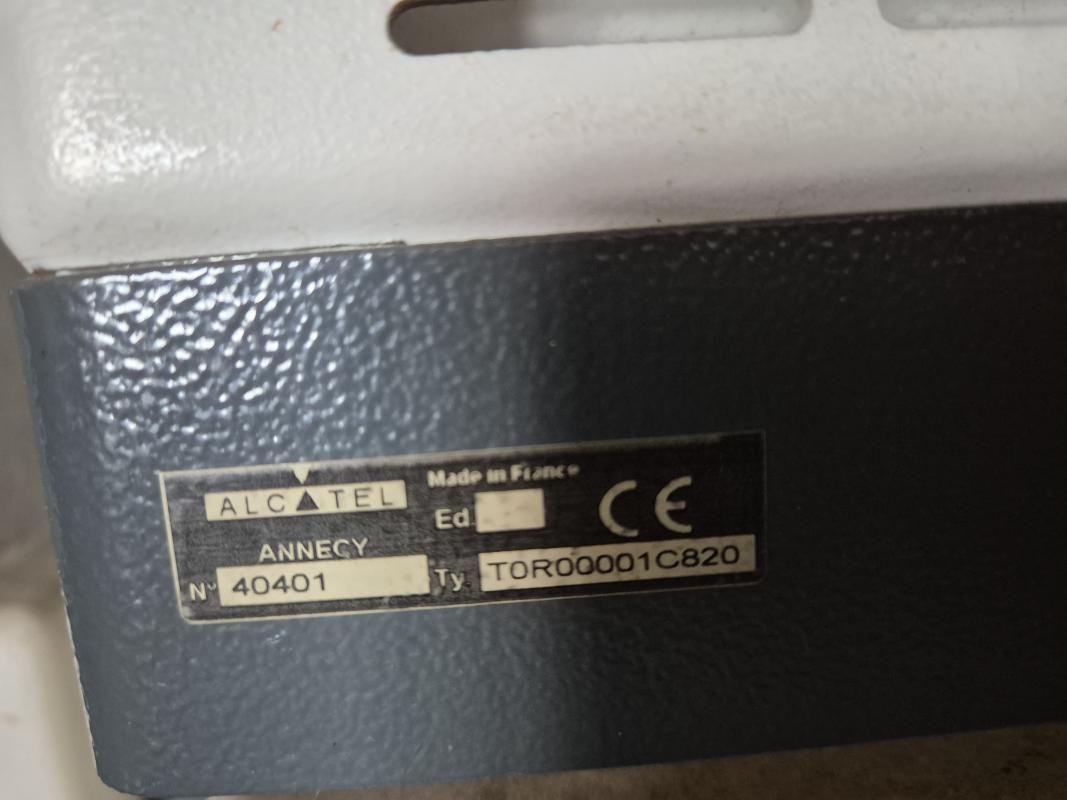 ALCATEL
Made in France
Ed
CE
ANNECY
N° 40401
Ty. T0R00001C820